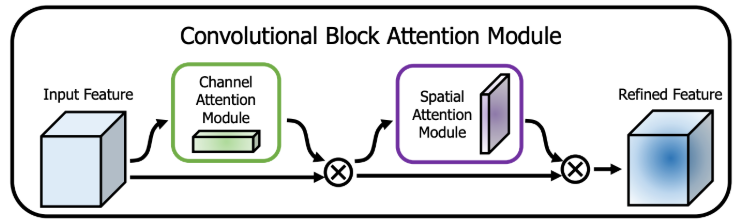 Convolutional Block Attention Module
Input Feature
Channel
Attention
Module
Spatial
Attention
Module
Refined Feature